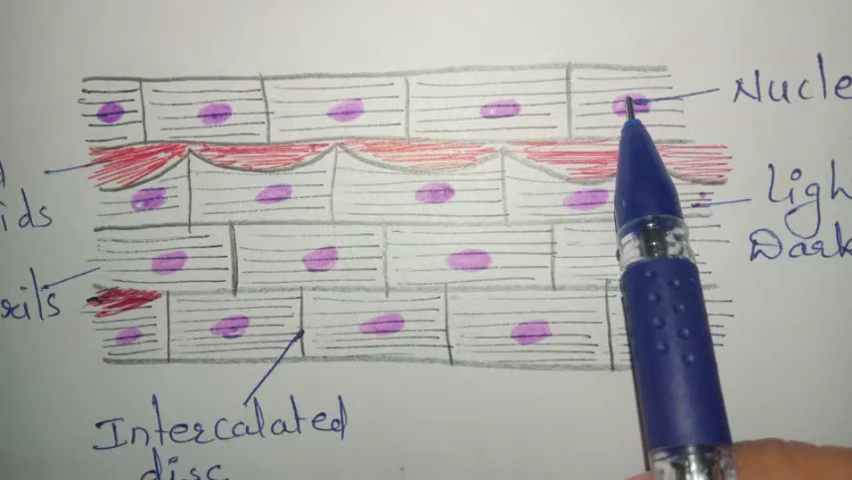 Nucle
ids
Ligh
Dark
rils
Intercalated
disc